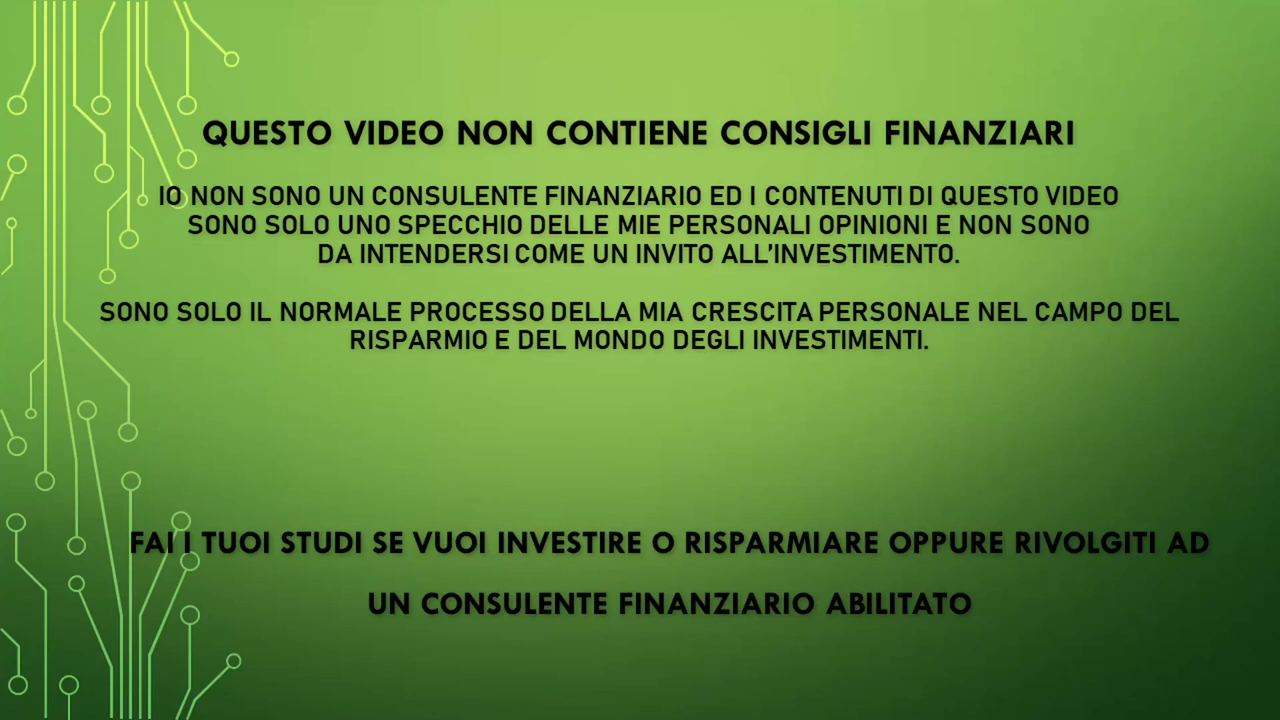 QUESTO VIDEO NON CONTIENE CONSIGLI FINANZIARI
IO NON SONO UN CONSULENTE FINANZIARIO ED I CONTENUTI DI QUESTO VIDEO
SONO SOLO UNO SPECCHIO DELLE MIE PERSONALI OPINIONI E NON SONO
DA INTENDERSI COME UN INVITO ALL'INVESTIMENTO.
SONO SOLO IL NORMALE PROCESSO DELLA MIA CRESCITA PERSONALE NEL CAMPO DEL
RISPARMIO E DEL MONDO DEGLI INVESTIMENTI.
FAI I TUOI STUDI SE VUOI INVESTIRE O RISPARMIARE OPPURE RIVOLGITI AD
UN CONSULENTE FINANZIARIO ABILITATO